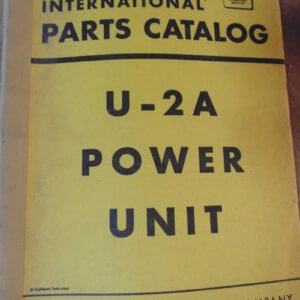 INTERNATIONAL
PARTS CATALOG
U-2A
POWER
UNIT